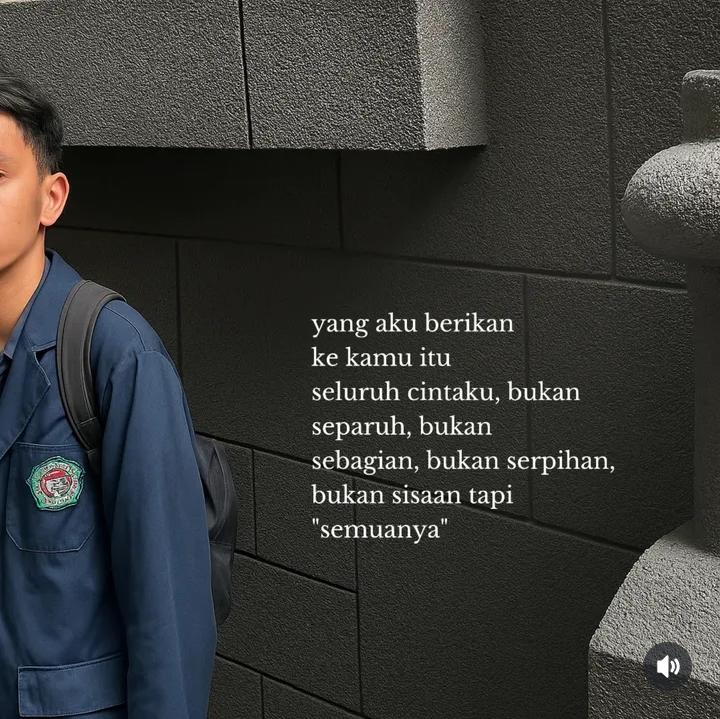 yang aku berikan
ke kamu itu
seluruh cintaku, bukan
separuh, bukan
sebagian, bukan serpihan,
bukan sisaan tapi
"semuanya"